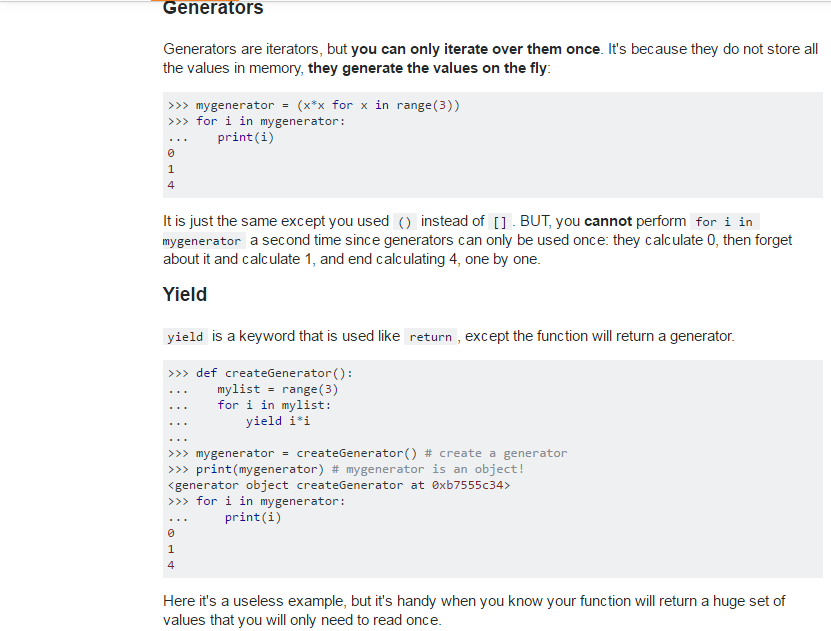 Generators
Generators are iterators, but you can only iterate over them once. It's because they do not store all
the values in memory, they generate the values on the fly:
>>> mygenerator = (x*x for x in range(3))
>>> for i in mygenerator:
...    print(i)
0
1
4
It is just the same except you used () instead of []. BUT, you cannot perform for i in
mygenerator a second time since generators can only be used once: they calculate 0, then forget
about it and calculate 1, and end calculating 4, one by one.
Yield
yield is a keyword that is used like return, except the function will return a generator.
>>> def createGenerator():
...    mylist = range(3)
...    for i in mylist:
...        yield i*i
...
>>> mygenerator = createGenerator() # create a generator
>>> print(mygenerator) # mygenerator is an object!
<generator object createGenerator at 0xb7555c34>
>>> for i in mygenerator:
...     print(i)
0
1
4
Here it's a useless example, but it's handy when you know your function will return a huge set of
values that you will only need to read once.